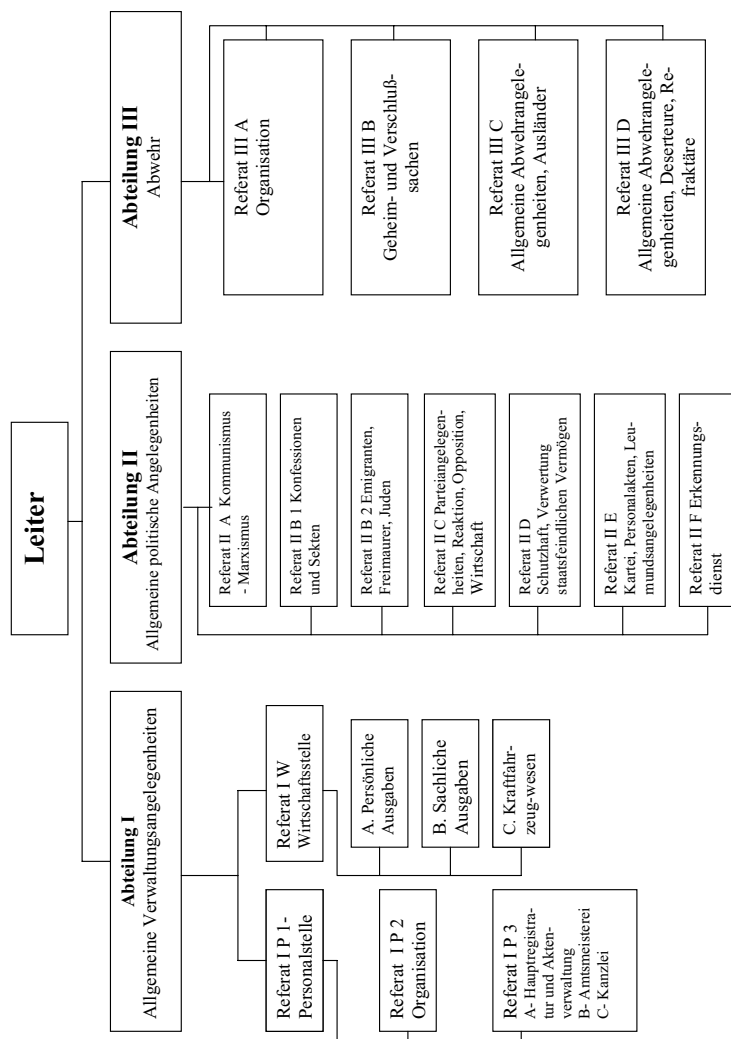 Leiter
Abteilung I
Allgemeine Verwaltungsangelegenheiten
Referat I P 1-
Personalstelle
Referat I P 2
Organisation
Referat I P 3
A- Hauptregistra-
tur und Akten-
verwaltung
B- Amtsmeisterei
C- Kanzlei
Referat I W
Wirtschaftsstelle
A. Persönliche
Ausgaben
B. Sachliche
Ausgaben
C. Kraftfahr-
zeug-wesen
Abteilung II
Allgemeine politische Angelegenheiten
Referat II A Kommunismus
- Marxismus
Referat II B 1 Konfessionen
und Sekten
Referat II B 2 Emigranten,
Freimaurer, Juden
Referat II C Parteiangelegen-
heiten, Reaktion, Opposition,
Wirtschaft
Referat II D
Schutzhaft, Verwertung
staatsfeindlichen Vermögen
Referat II E
Kartei, Personalakten, Leu-
mundsangelegenheiten
Referat II F Erkennungs-
dienst
Abteilung III
Abwehr
Referat III A
Organisation
Referat III B
Geheim- und Verschluß-
sachen
Referat III C
Allgemeine Abwehrangele-
genheiten, Ausländer
Referat III D
Allgemeine Abwehrangele-
genheiten, Deserteure, Re-
fraktäre